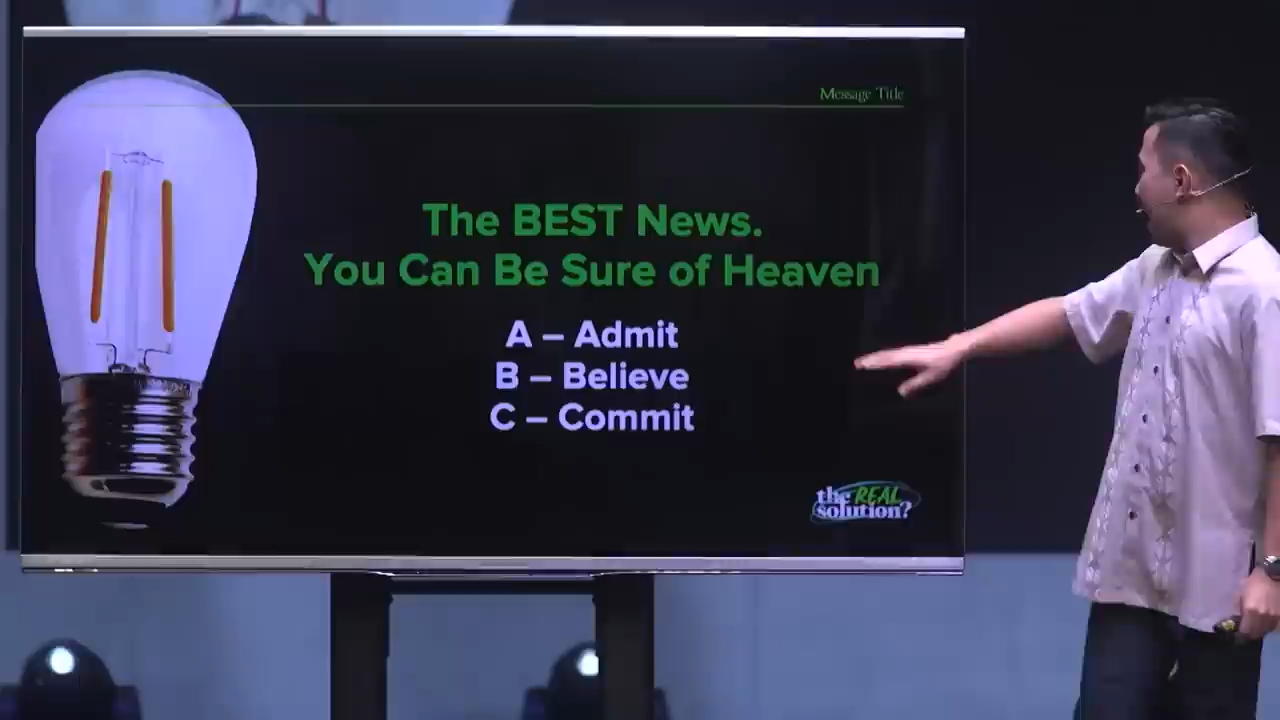 Message Title
The BEST News.
You Can Be Sure of Heaven
A – Admit
B – Believe
C – Commit
the REAL
solution?